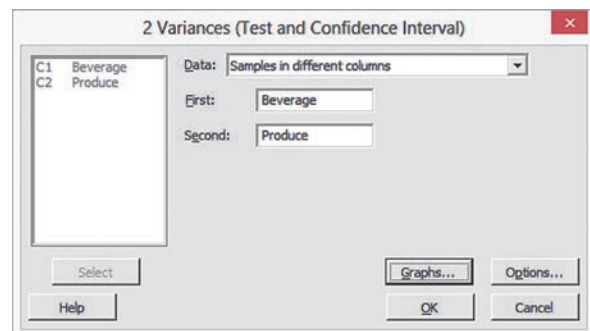 2 Variances (Test and Confidence Interval)
C1 Beverage
C2 Produce
Data: Samples in different columns
First: Beverage
Second: Produce
Select
Graphs...
Options...
Help
OK
Cancel